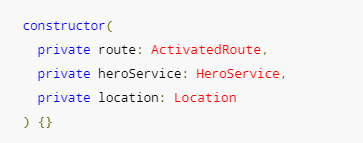 constructor(
  private route: ActivatedRoute,
  private heroService: HeroService,
  private location: Location
) {}